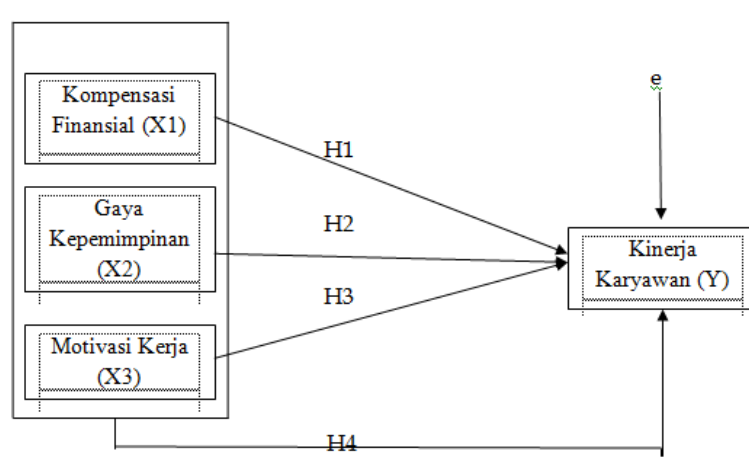 Kompensasi
Finansial (X1)
Gaya
Kepemimpinan
(X2)
Motivasi Kerja
(X3)
H1
H2
H3
H4
e
Kinerja
Karyawan (Y)